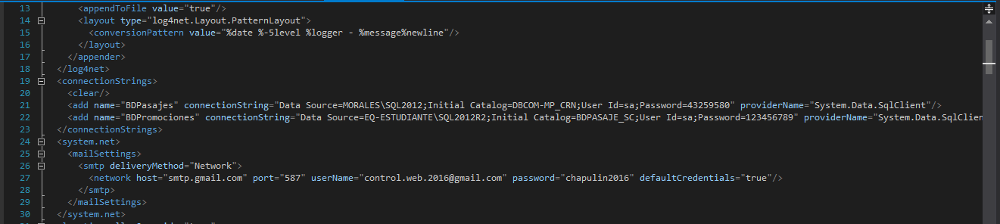 13 <appendToFile value="true"/>
14 <layout type="log4net.Layout.PatternLayout">
15 <conversionPattern value="%date %-5level %logger - %message%newline"/>
16 </layout>
17 </appender>
18 </log4net>
19 <connectionStrings>
20 <clear/>
21 <add name="BDPasajes" connectionString="Data Source=MORALES\SQL2012;Initial Catalog=DBCOM-MP_CRN;User Id=sa;Password=43259580" providerName="System.Data.SqlClient"/>
22 <add name="BDPromociones" connectionString="Data Source=EQ-ESTUDIANTE\SQL2012R2;Initial Catalog=BDPASAJE_SC;User Id=sa;Password=123456789" providerName="System.Data.SqlClien
23 </connectionStrings>
24 <system.net>
25 <mailSettings>
26 <smtp deliveryMethod="Network">
27 <network host="smtp.gmail.com" port="587" userName="control.web.2016@gmail.com" password="chapulin2016" defaultCredentials="true"/>
28 </smtp>
29 </mailSettings>
30 </system.net>